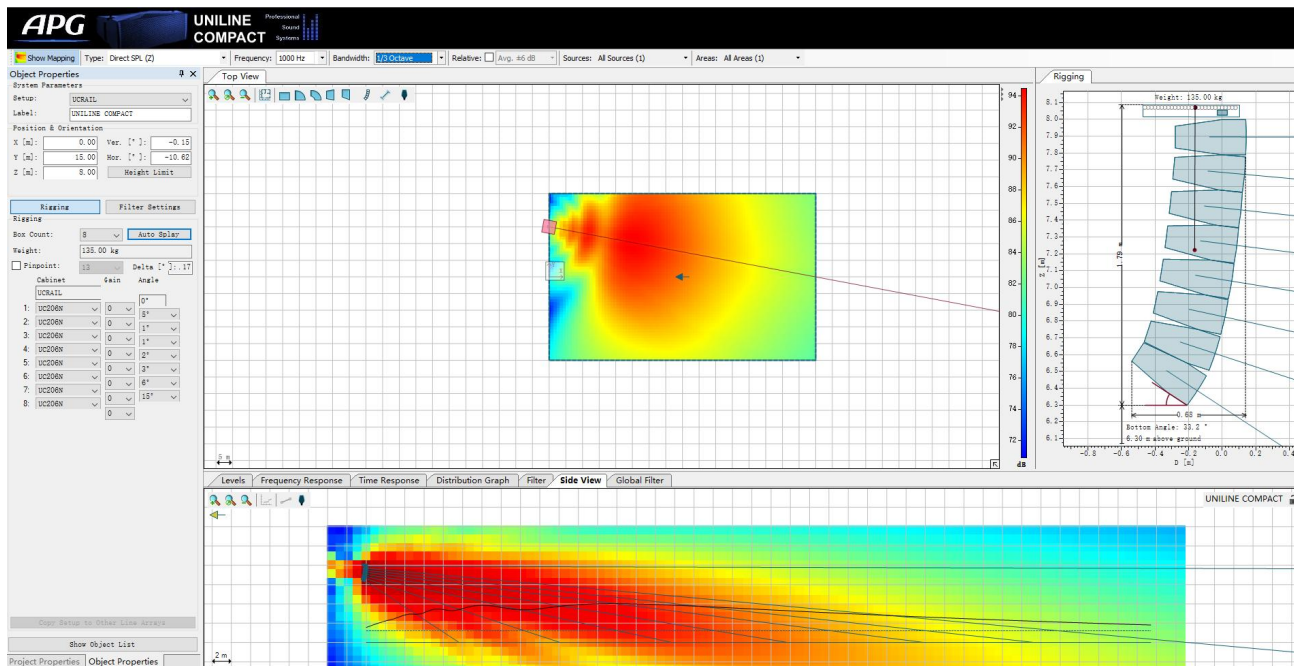 APG
UNILINE COMPACT
Professional Sound Systems
Show Mapping Type: Direct SPL (Z) Frequency: 1000 Hz Bandwidth: 1/3 Octave Relative: Avg. ±6 dB Sources: All Sources (1) Areas: All Areas (1)
Object Properties
System Parameters
Setup: UCRAIL
Label: UNILINE COMPACT
Position & Orientation
X [m]: 0.00 Ver. [°]: -0.15
Y [m]: 15.00 Hor. [°]: -10.62
Z [m]: 8.00 Height Limit
Rigging Filter Settings
Rigging
Box Count: 8 Auto Splay
Weight: 135.00 kg
Pinpoint: 13 Delta [°]:.17
Cabinet Gain Angle
UCRAIL
0°
1: UC206N 0 5°
2: UC206N 0 1°
3: UC206N 0 1°
4: UC206N 0 2°
5: UC206N 0 3°
6: UC206N 0 6°
7: UC206N 0 15°
8: UC206N 0
Copy Setup to Other Line Arrays
Show Object List
Project Properties Object Properties
Top View
5 m
94
92
90
88
86
84
82
80
78
76
74
72
dB
Rigging
Weight: 135.00 kg
8.1
8.0
7.9
7.8
7.6
7.5
7.4
7.3
7.2
7.1
7.0
6.9
6.8
6.6
6.5
6.4
6.3
6.2
6.1
Z [m]
1.79 m
0.68 m
Bottom Angle: 33.2 °
6.30 m above ground
-0.8 -0.6 -0.4 -0.2 0.0 0.2 0.4
D [m]
Levels Frequency Response Time Response Distribution Graph Filter Side View Global Filter
UNILINE COMPACT
2 m